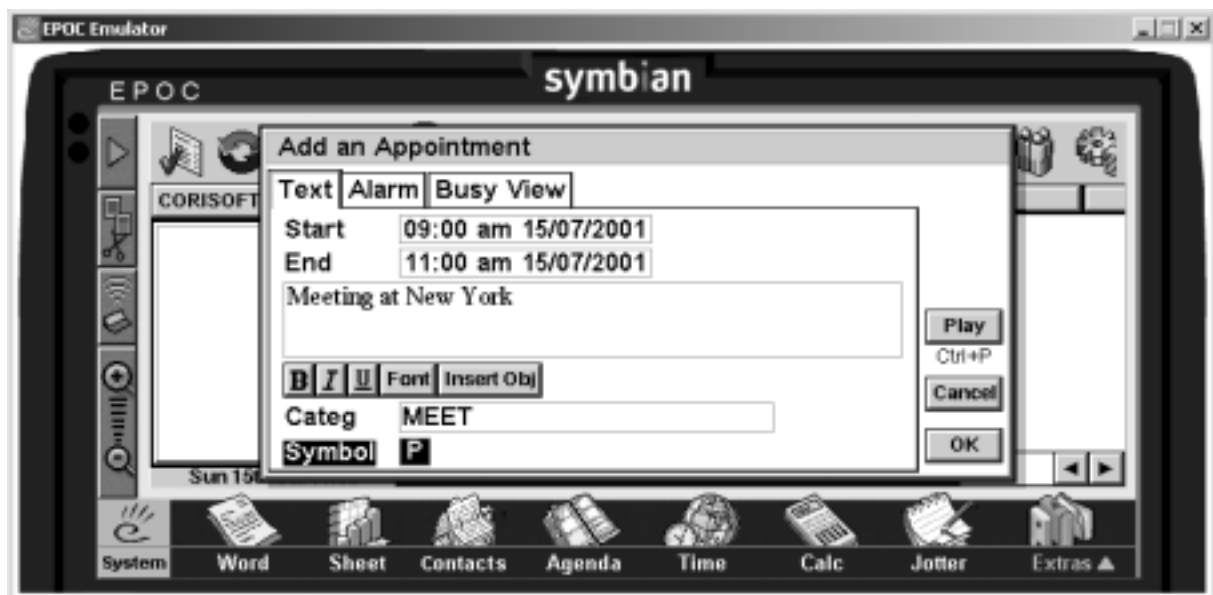 EPOC Emulator
symbian
EPOC
Add an Appointment
CORISOFT
Text Alarm Busy View
Start 09:00 am 15/07/2001
End 11:00 am 15/07/2001
Meeting at New York
Play
Ctrl+P
B I U Font Insert Obj
Cancel
Categ MEET
Symbol P
OK
Sun 15
System Word Sheet Contacts Agenda Time Calc Jotter Extras